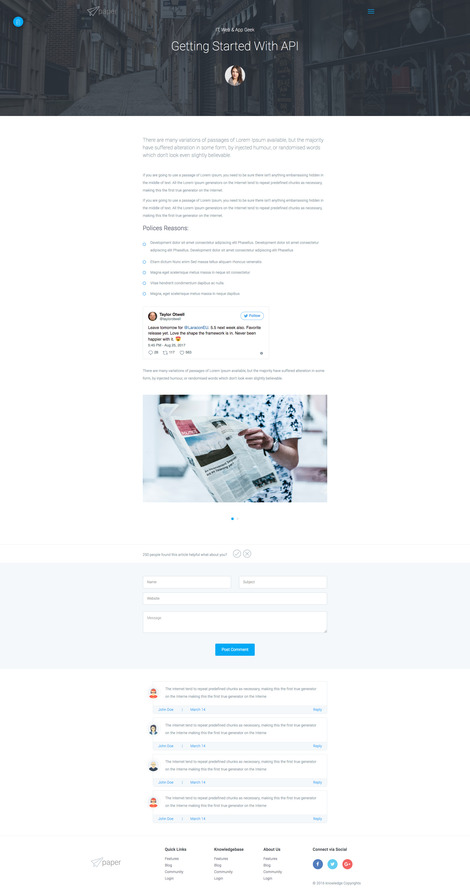 paper
IT, Web & App Geek
Getting Started With API
There are many variations of passages of Lorem Ipsum available, but the majority
have suffered alteration in some form, by injected humour, or randomised words
which don't look even slightly believable.
If you are going to use a passage of Lorem Ipsum, you need to be sure there isn't anything embarrassing hidden in
the middle of text. All the Lorem Ipsum generators on the Internet tend to repeat predefined chunks as necessary,
making this the first true generator on the Internet.
If you are going to use a passage of Lorem Ipsum, you need to be sure there isn't anything embarrassing hidden in
the middle of text. All the Lorem Ipsum generators on the Internet tend to repeat predefined chunks as necessary,
making this the first true generator on the Internet.
Polices Reasons:
Development dolor sit amet consectetur adipiscing elit Phasellus. Development dolor sit amet consectetur
adipiscing elit Phasellus. Development dolor sit amet consectetur adipiscing elit Phasellus.
Etiam dictum Nunc enim Sed massa tellus aliquam rhoncus venenatis
Magna eget scelerisque metus massa in neque sit consectetur
Vitae hendrerit condimentum dapibus eu nulla
Magna, eget scelerisque metus massa in neque dapibus
Taylor Otwell
@taylorotwell
Follow
Leave tomorrow for @LaraconEU. 5.5 next week also. Favorite
release yet. Love the shape the framework is in. Never been
happier with it. 😍
5:45 PM - Aug 25, 2017
117
There are many variations of passages of Lorem Ipsum available, but the majority have suffered alteration in some
form, by injected humour, or randomised words which don't look even slightly believable.
people found this article helpful what about you?
Name
Subject
Website
Message
Post Comment
The Internet tend to repeat predefined chunks as necessary, making this the first true generator
on the Interne making this the first true generator on the Interne
John Doe | March 14 Reply
The Internet tend to repeat predefined chunks as necessary, making this the first true generator
on the Interne making this the first true generator on the Interne
John Doe | March 14 Reply
The Internet tend to repeat predefined chunks as necessary, making this the first true generator
on the Interne making this the first true generator on the Interne
John Doe | March 14 Reply
The Internet tend to repeat predefined chunks as necessary, making this the first true generator
on the Interne making this the first true generator on the Interne
John Doe | March 14 Reply
paper
Quick Links
Features
Blog
Community
Login
Knowledgebase
Features
Blog
Community
Login
About Us
Features
Blog
Community
Login
Connect via Social
Knowledge Copyrights